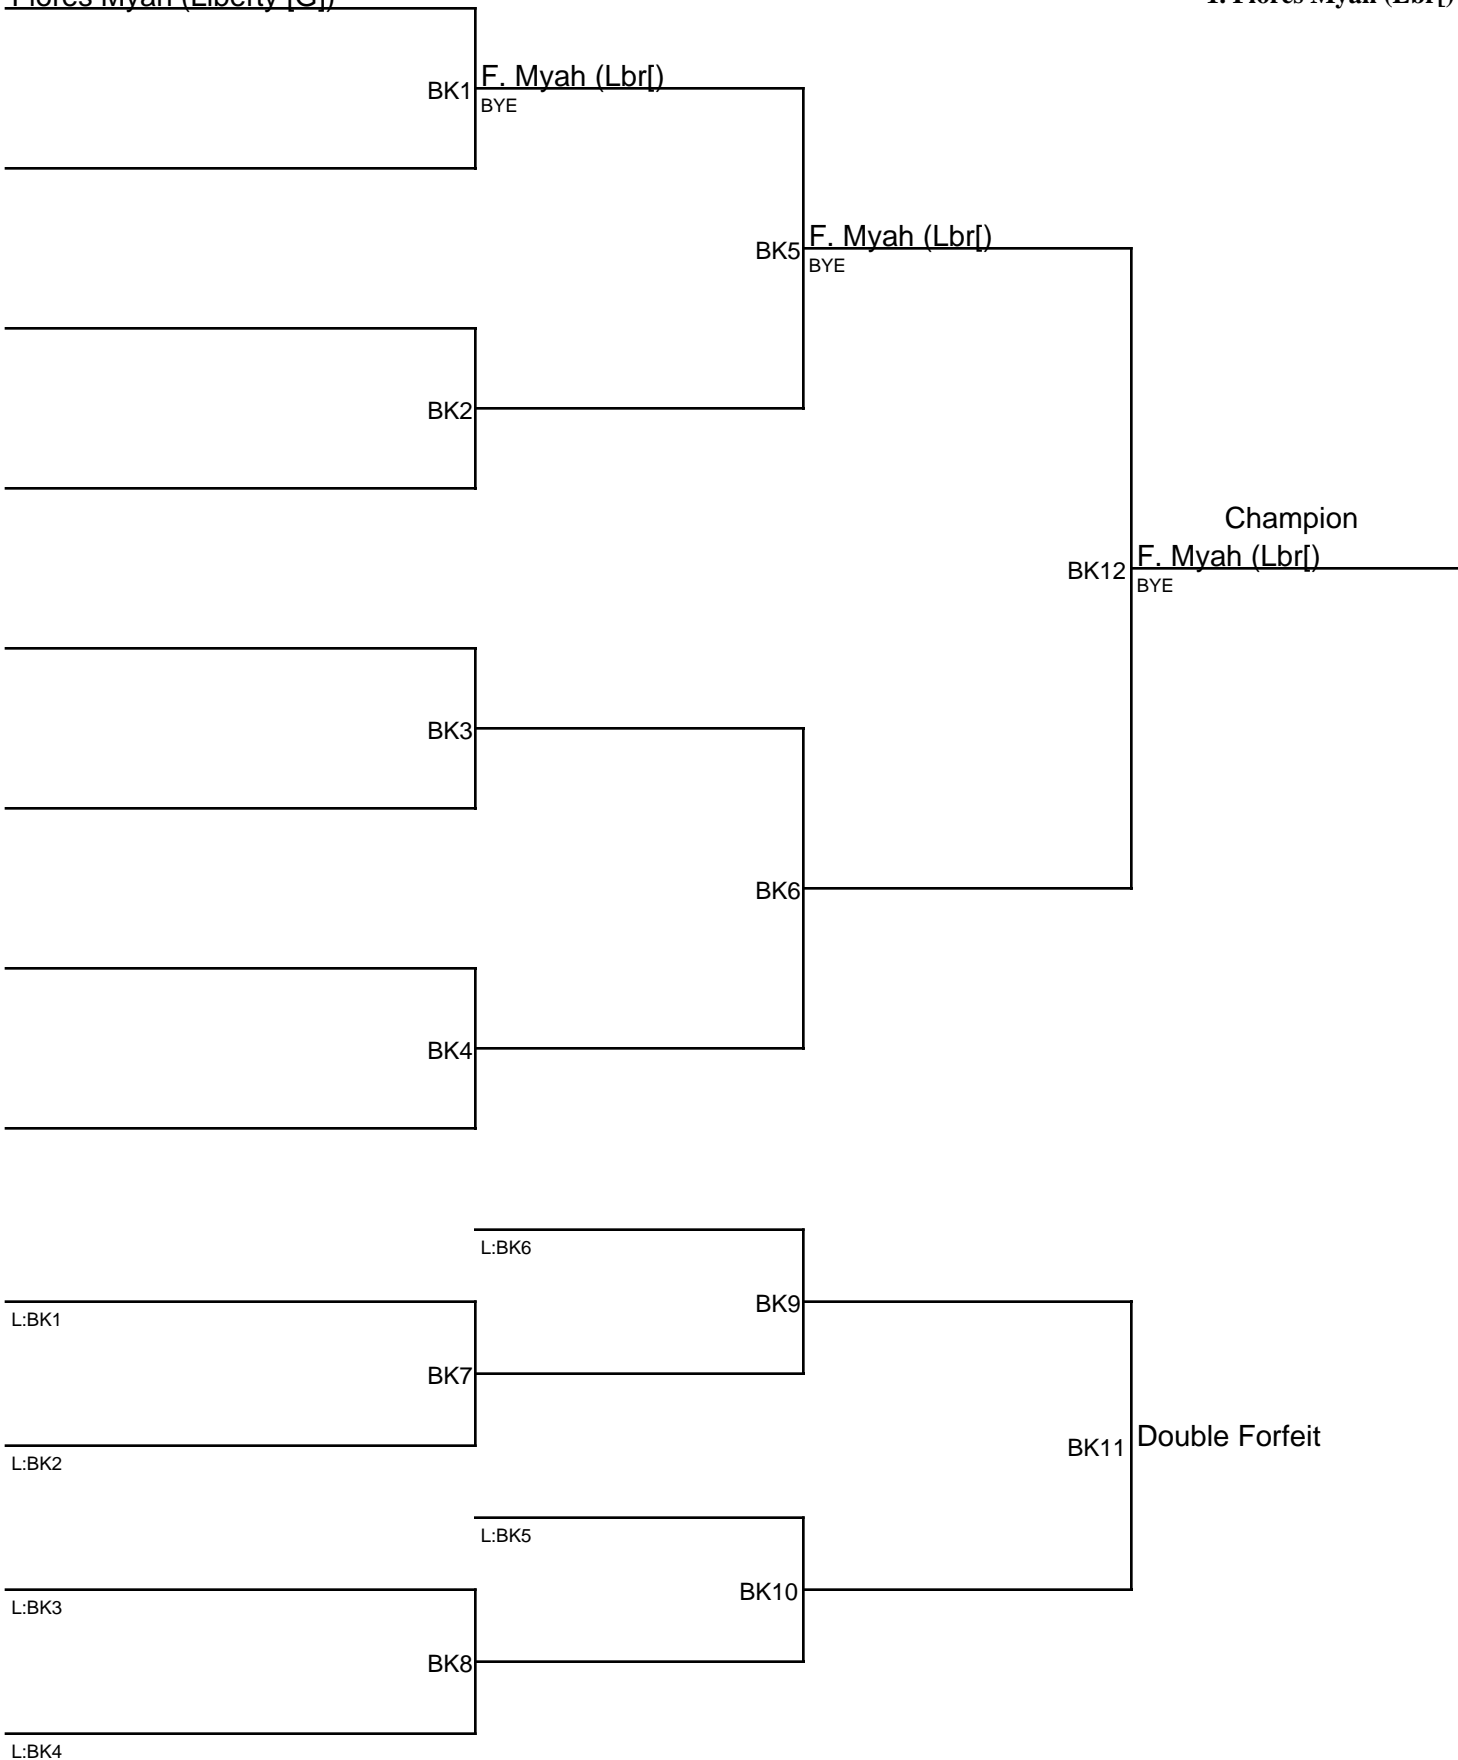 Flores Myah (Liberty [G])
1. Flores Myah (Lbr[)
BK1
F. Myah (Lbr[)
BYE
BK5
F. Myah (Lbr[)
BYE
BK2
Champion
BK12
F. Myah (Lbr[)
BYE
BK3
BK6
BK4
L:BK6
BK9
L:BK1
BK7
L:BK2
BK11
Double Forfeit
L:BK5
BK10
L:BK3
BK8
L:BK4